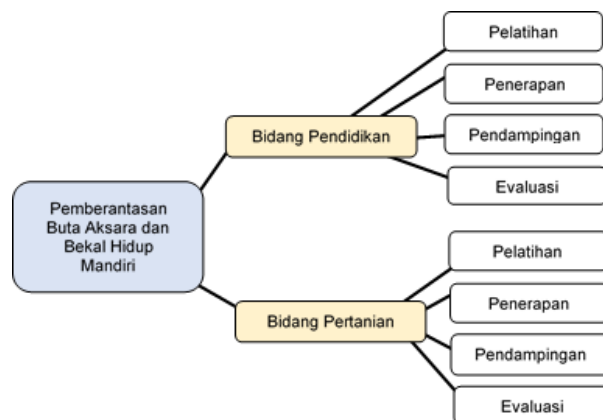 Pemberantasan
Buta Aksara dan
Bekal Hidup
Mandiri
Bidang Pendidikan
Pelatihan
Penerapan
Pendampingan
Evaluasi
Bidang Pertanian
Pelatihan
Penerapan
Pendampingan
Evaluasi